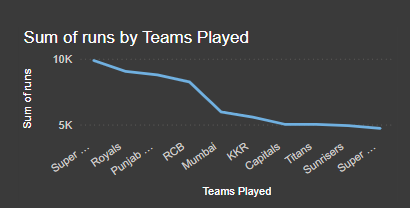 Sum of runs by Teams Played
10K
Sum of runs
5K
Super ...
Royals
Punjab ...
RCB
Mumbai
KKR
Capitals
Titans
Sunrisers
Super ...
Teams Played